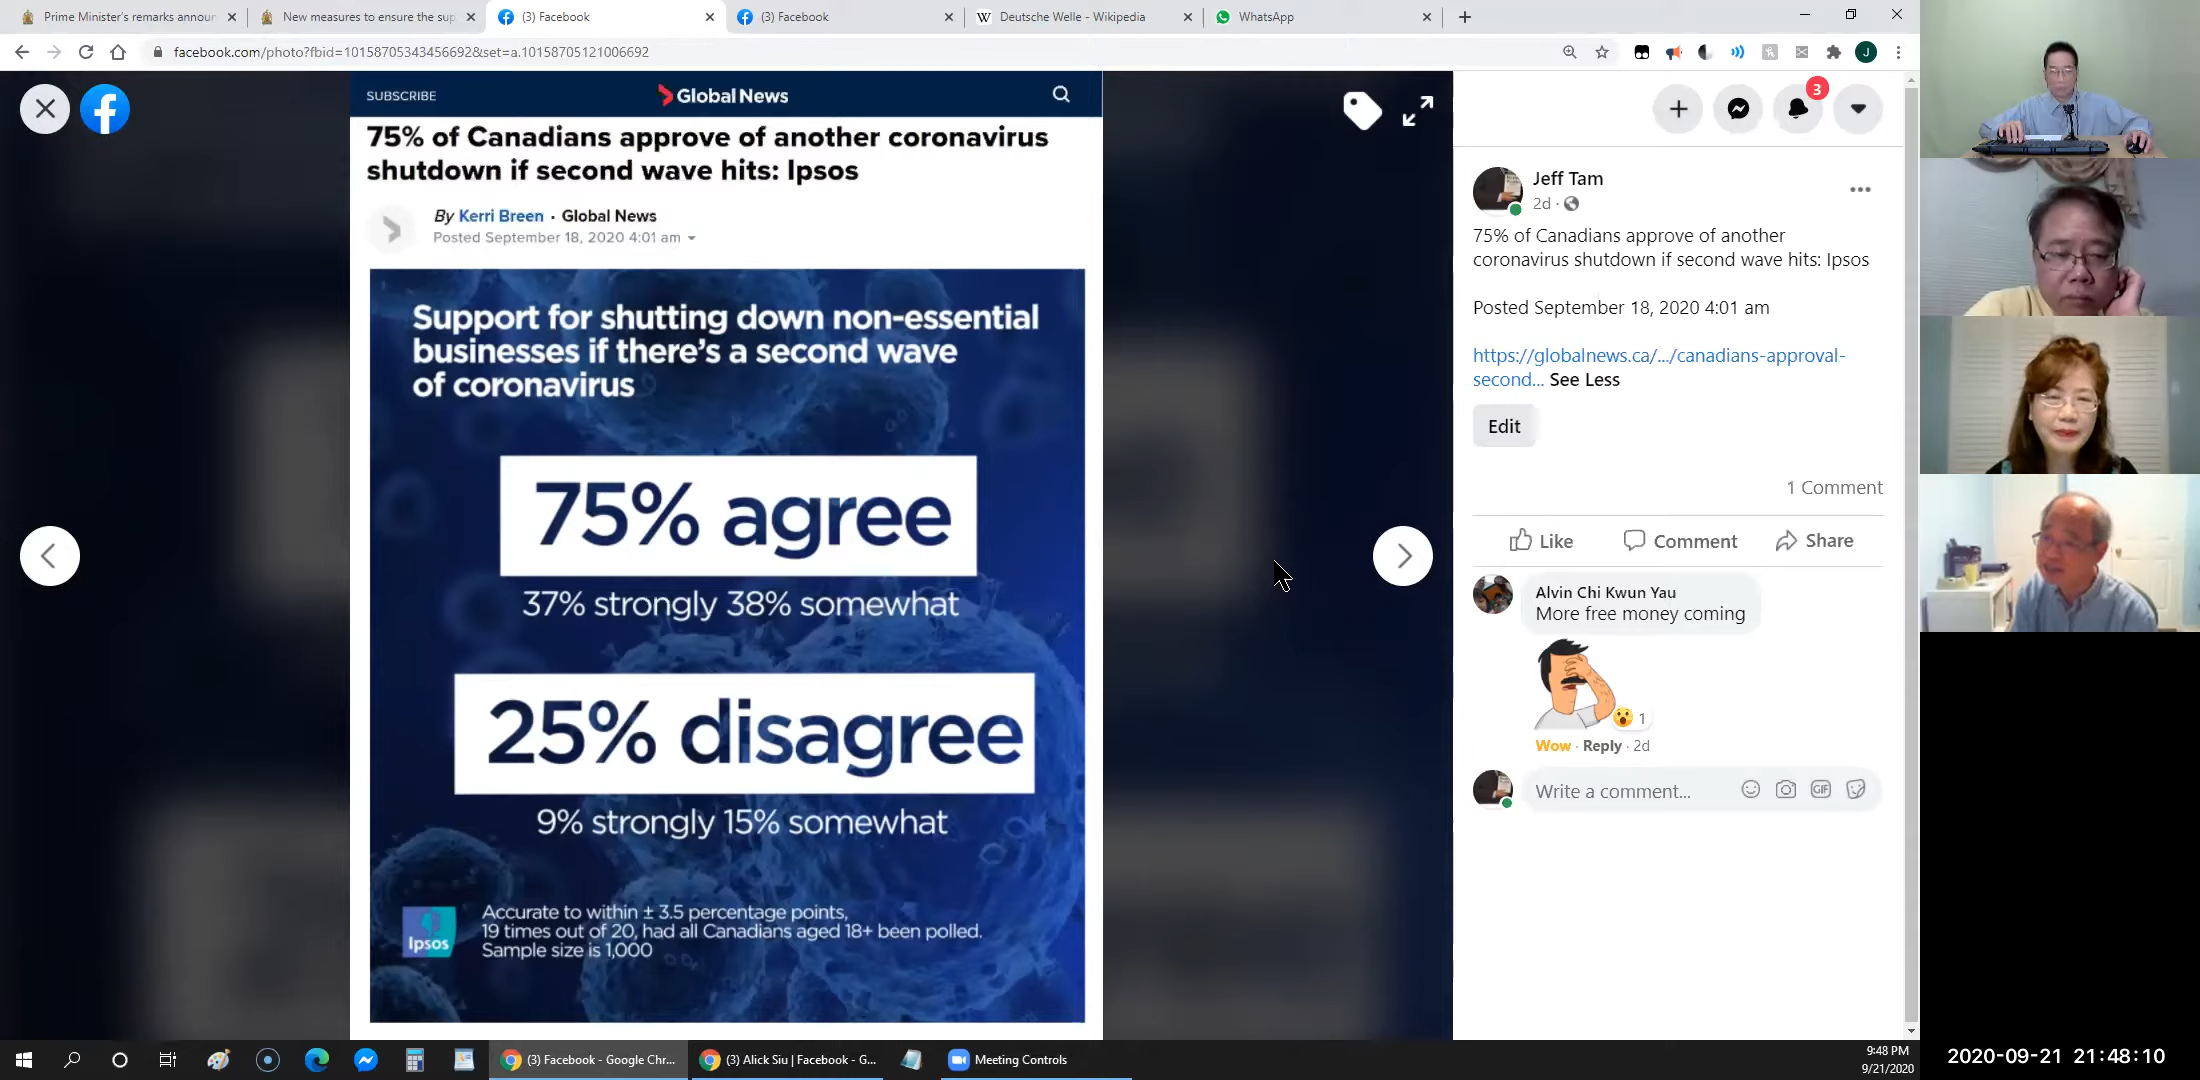 Prime Minister's remarks announ
New measures to ensure the sup
(3) Facebook
(3) Facebook
Deutsche Welle - Wikipedia
WhatsApp
facebook.com/photo?fbid=10158705343456692&set=a.10158705121006692
J
SUBSCRIBE
Global News
75% of Canadians approve of another coronavirus
shutdown if second wave hits: Ipsos
By Kerri Breen · Global News
Posted September 18, 2020 4:01 am
Support for shutting down non-essential
businesses if there's a second wave
of coronavirus
75% agree
37% strongly 38% somewhat
25% disagree
9% strongly 15% somewhat
Ipsos
Accurate to within ± 3.5 percentage points,
19 times out of 20, had all Canadians aged 18+ been polled.
Sample size is 1,000
3
Jeff Tam
2d ·
75% of Canadians approve of another
coronavirus shutdown if second wave hits: Ipsos
Posted September 18, 2020 4:01 am
https://globalnews.ca/.../canadians-approval-
second... See Less
Edit
1 Comment
Like
Comment
Share
Alvin Chi Kwun Yau
More free money coming
1
Wow · Reply · 2d
Write a comment...
GIF
(3) Facebook - Google Chr...
(3) Alick Siu | Facebook - G...
Meeting Controls
9:48 PM
9/21/2020
2020-09-21 21:48:10